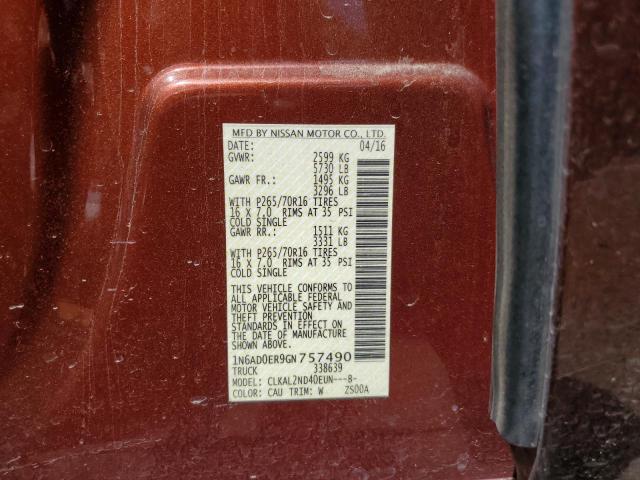 MFD BY NISSAN MOTOR CO., LTD.
DATE: 04/16
GVWR: 2599 KG
5730 LB
GAWR FR.: 1495 KG
3296 LB
WITH P265/70R16 TIRES
16 X 7.0 RIMS AT 35 PSI
COLD SINGLE
GAWR RR.: 1511 KG
3331 LB
WITH P265/70R16 TIRES
16 X 7.0 RIMS AT 35 PSI
COLD SINGLE
THIS VEHICLE CONFORMS TO
ALL APPLICABLE FEDERAL
MOTOR VEHICLE SAFETY AND
THEFT PREVENTION
STANDARDS IN EFFECT ON
THE DATE OF MANUFACTURE
SHOWN ABOVE.
1N6AD0ER9GN757490
TRUCK 338639
MODEL: CLKAL2ND40EUN---8-
COLOR: CAU TRIM: W ZS00A